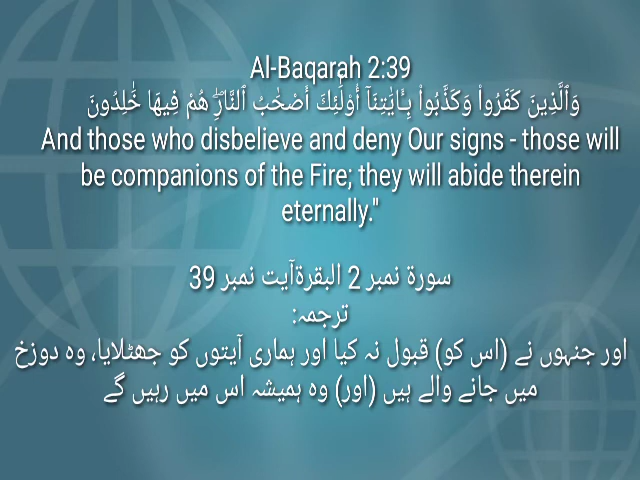 Al-Baqarah 2:39
وَٱلَّذِينَ كَفَرُوا۟ وَكَذَّبُوا۟ بِـَٔايَـٰتِنَآ أُو۟لَـٰٓئِكَ أَصْحَـٰبُ ٱلنَّارِ ۖ هُمْ فِيهَا خَـٰلِدُونَ
And those who disbelieve and deny Our signs - those will
be companions of the Fire; they will abide therein
eternally."
سورة نمبر 2 البقرةآیت نمبر 39
ترجمہ:
اور جنہوں نے (اس کو) قبول نہ کیا اور ہماری آیتوں کو جھٹلایا، وہ دوزخ
میں جانے والے ہیں (اور) وہ ہمیشہ اس میں رہیں گے